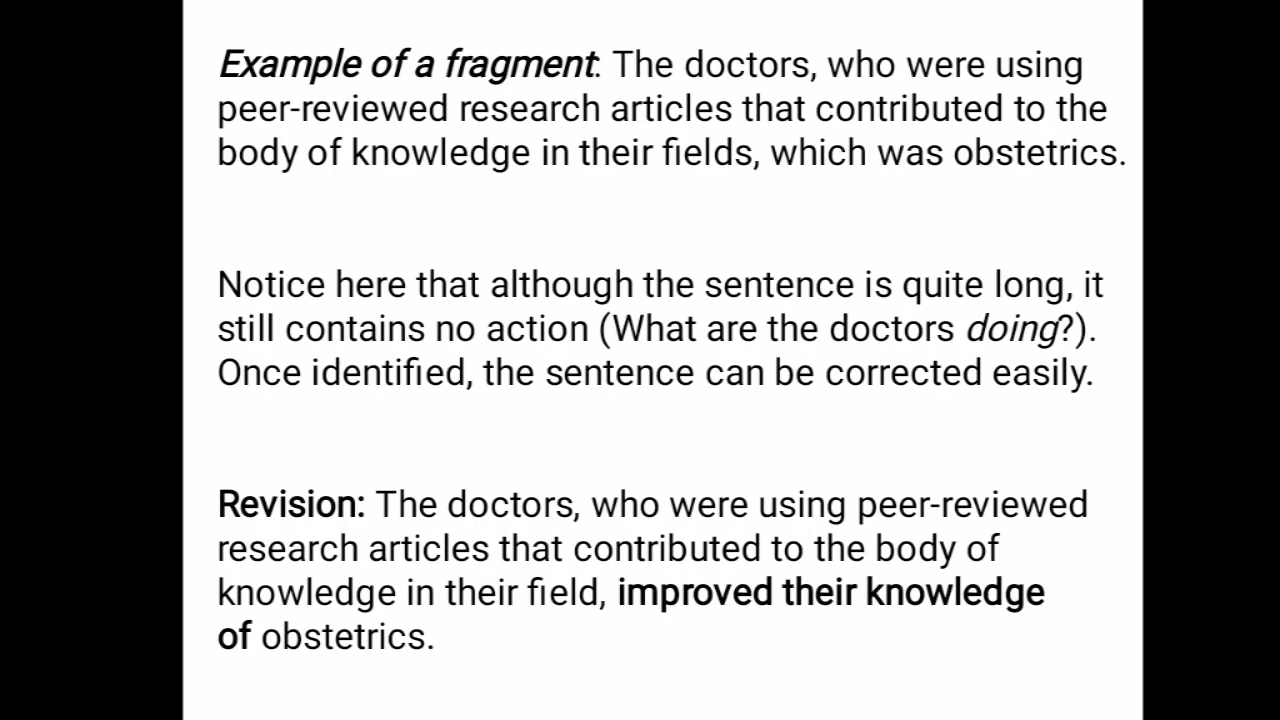 Example of a fragment: The doctors, who were using
peer-reviewed research articles that contributed to the
body of knowledge in their fields, which was obstetrics.
Notice here that although the sentence is quite long, it
still contains no action (What are the doctors doing?).
Once identified, the sentence can be corrected easily.
Revision: The doctors, who were using peer-reviewed
research articles that contributed to the body of
knowledge in their field, improved their knowledge
of obstetrics.